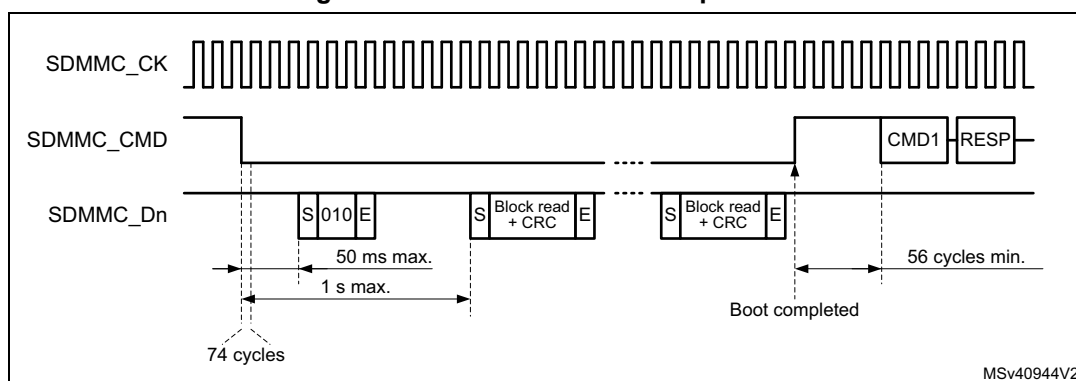 SDMMC_CK
SDMMC_CMD
CMD1 RESP
SDMMC_Dn
S 010 E
S Block read + CRC E
S Block read + CRC E
50 ms max.
56 cycles min.
1 s max.
Boot completed
74 cycles
MSv40944V2